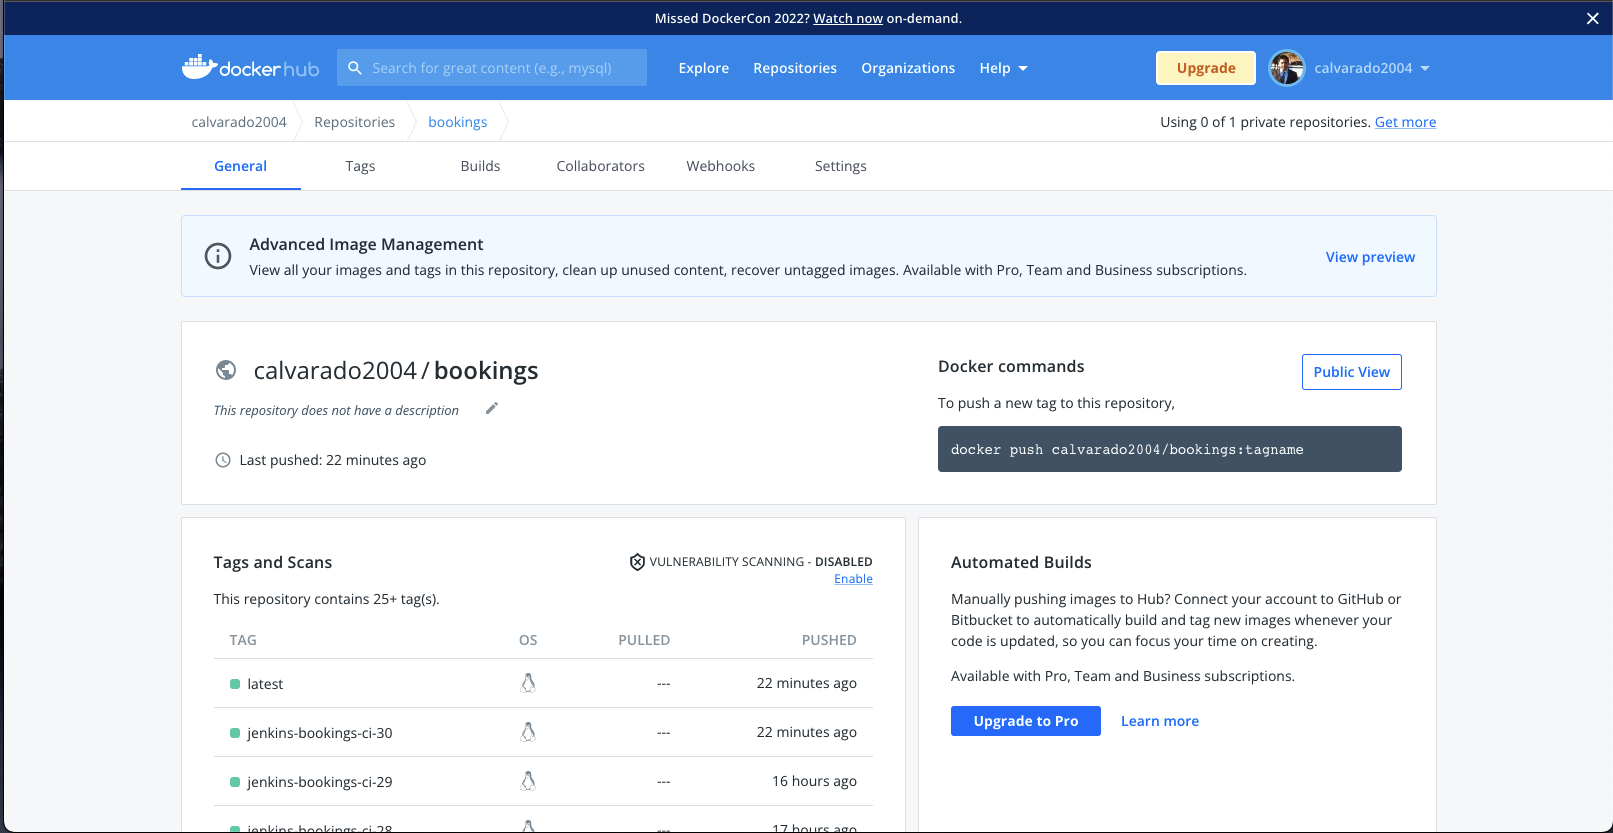 Missed DockerCon 2022? Watch now on-demand.
dockerhub
Search for great content (e.g., mysql)
Explore
Repositories
Organizations
Help
Upgrade
calvarado2004
calvarado2004
Repositories
bookings
Using 0 of 1 private repositories. Get more
General
Tags
Builds
Collaborators
Webhooks
Settings
Advanced Image Management
View all your images and tags in this repository, clean up unused content, recover untagged images. Available with Pro, Team and Business subscriptions.
View preview
calvarado2004 / bookings
This repository does not have a description
Last pushed: 22 minutes ago
Docker commands
Public View
To push a new tag to this repository,
docker push calvarado2004/bookings:tagname
Tags and Scans
VULNERABILITY SCANNING - DISABLED
Enable
This repository contains 25+ tag(s).
TAG OS PULLED PUSHED
latest --- 22 minutes ago
jenkins-bookings-ci-30 --- 22 minutes ago
jenkins-bookings-ci-29 --- 16 hours ago
jenkins-bookings-ci-28 17 hours ago
Automated Builds
Manually pushing images to Hub? Connect your account to GitHub or
Bitbucket to automatically build and tag new images whenever your
code is updated, so you can focus your time on creating.
Available with Pro, Team and Business subscriptions.
Upgrade to Pro
Learn more